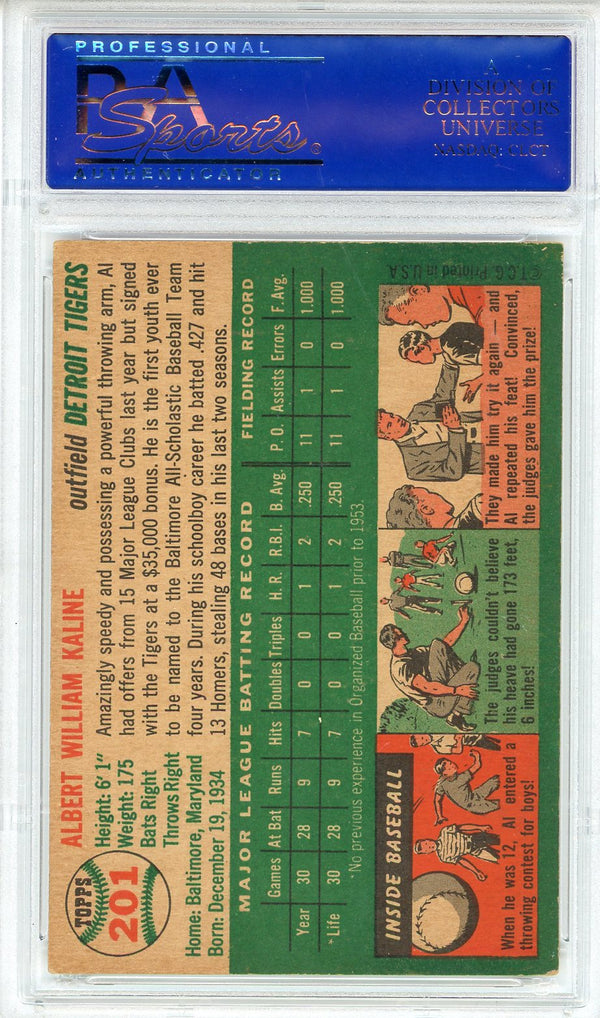 PROFESSIONAL
PSA
Sports®
AUTHENTICATOR
A
DIVISION OF
COLLECTORS
UNIVERSE
NASDAQ: CLCT
TOPPS
201
ALBERT WILLIAM KALINE
outfield DETROIT TIGERS
Height: 6' 1"
Weight: 175
Bats Right
Throws Right
Home: Baltimore, Maryland
Born: December 19, 1934
Amazingly speedy and possessing a powerful throwing arm, Al
had offers from 15 Major League Clubs last year but signed
with the Tigers at a $35,000 bonus. He is the first youth ever
to be named to the Baltimore All-Scholastic Baseball Team
four years. During his schoolboy career he batted .427 and hit
13 Homers, stealing 48 bases in his last two seasons.
MAJOR LEAGUE BATTING RECORD FIELDING RECORD
Games At Bat Runs Hits Doubles Triples H.R. R.B.I. B. Avg. P. O. Assists Errors F. Avg.
Year 30 28 9 7 0 0 1 2 .250 11 1 0 1.000
*Life 30 28 9 7 0 0 1 2 .250 11 1 0 1.000
*No previous experience in Organized Baseball prior to 1953.
INSIDE BASEBALL
When he was 12, Al entered a
throwing contest for boys!
The judges couldn't believe
his heave had gone 173 feet,
6 inches!
They made him try it again — and
Al repeated his feat! Convinced,
the judges gave him the prize!
©T.C.G. Printed in U.S.A.